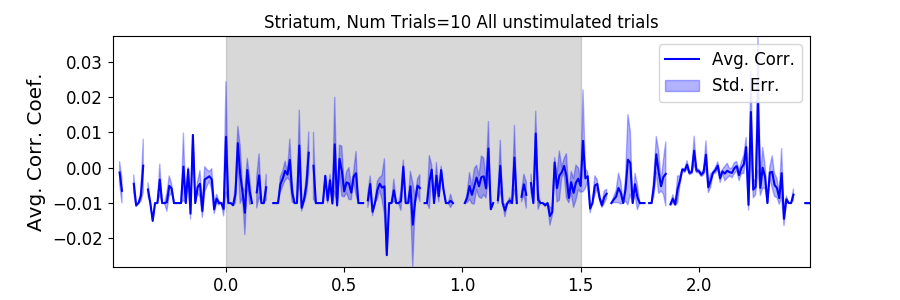 Striatum, Num Trials=10 All unstimulated trials
Avg. Corr. Coef.
0.03
0.02
0.01
0.00
−0.01
−0.02
Avg. Corr.
Std. Err.
0.0 0.5 1.0 1.5 2.0